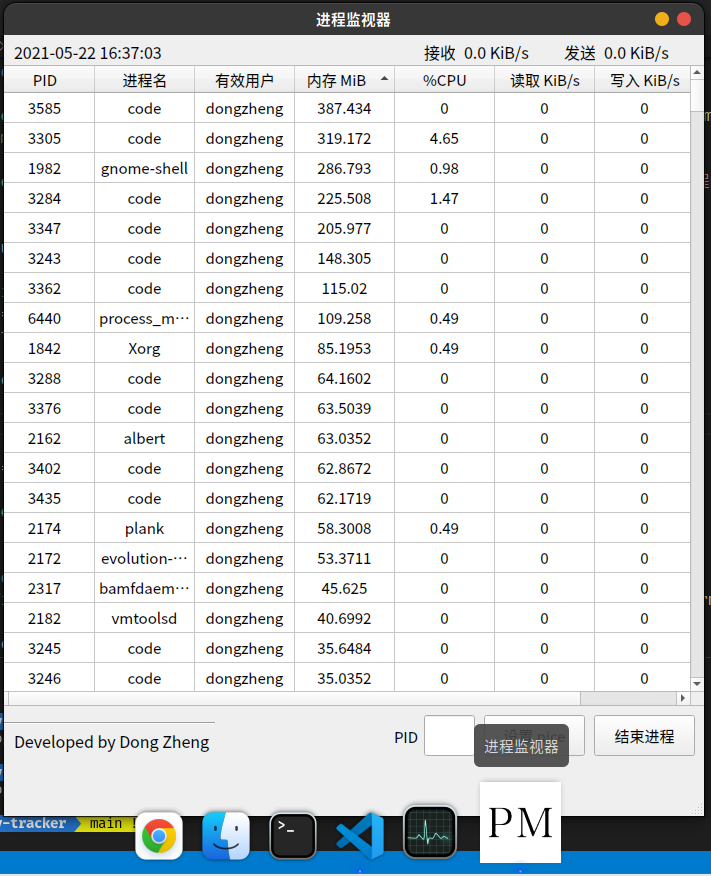 进程监视器
2021-05-22 16:37:03 接收 0.0 KiB/s 发送 0.0 KiB/s
PID 进程名 有效用户 内存 MiB %CPU 读取 KiB/s 写入 KiB/s
3585 code dongzheng 387.434 0 0 0
3305 code dongzheng 319.172 4.65 0 0
1982 gnome-shell dongzheng 286.793 0.98 0 0
3284 code dongzheng 225.508 1.47 0 0
3347 code dongzheng 205.977 0 0 0
3243 code dongzheng 148.305 0 0 0
3362 code dongzheng 115.02 0 0 0
6440 process_m… dongzheng 109.258 0.49 0 0
1842 Xorg dongzheng 85.1953 0.49 0 0
3288 code dongzheng 64.1602 0 0 0
3376 code dongzheng 63.5039 0 0 0
2162 albert dongzheng 63.0352 0 0 0
3402 code dongzheng 62.8672 0 0 0
3435 code dongzheng 62.1719 0 0 0
2174 plank dongzheng 58.3008 0.49 0 0
2172 evolution-… dongzheng 53.3711 0 0 0
2317 bamfdaem… dongzheng 45.625 0 0 0
2182 vmtoolsd dongzheng 40.6992 0 0 0
3245 code dongzheng 35.6484 0 0 0
3246 code dongzheng 35.0352 0 0 0
Developed by Dong Zheng PID 进程监视器 结束进程
-tracker main
>_ PM